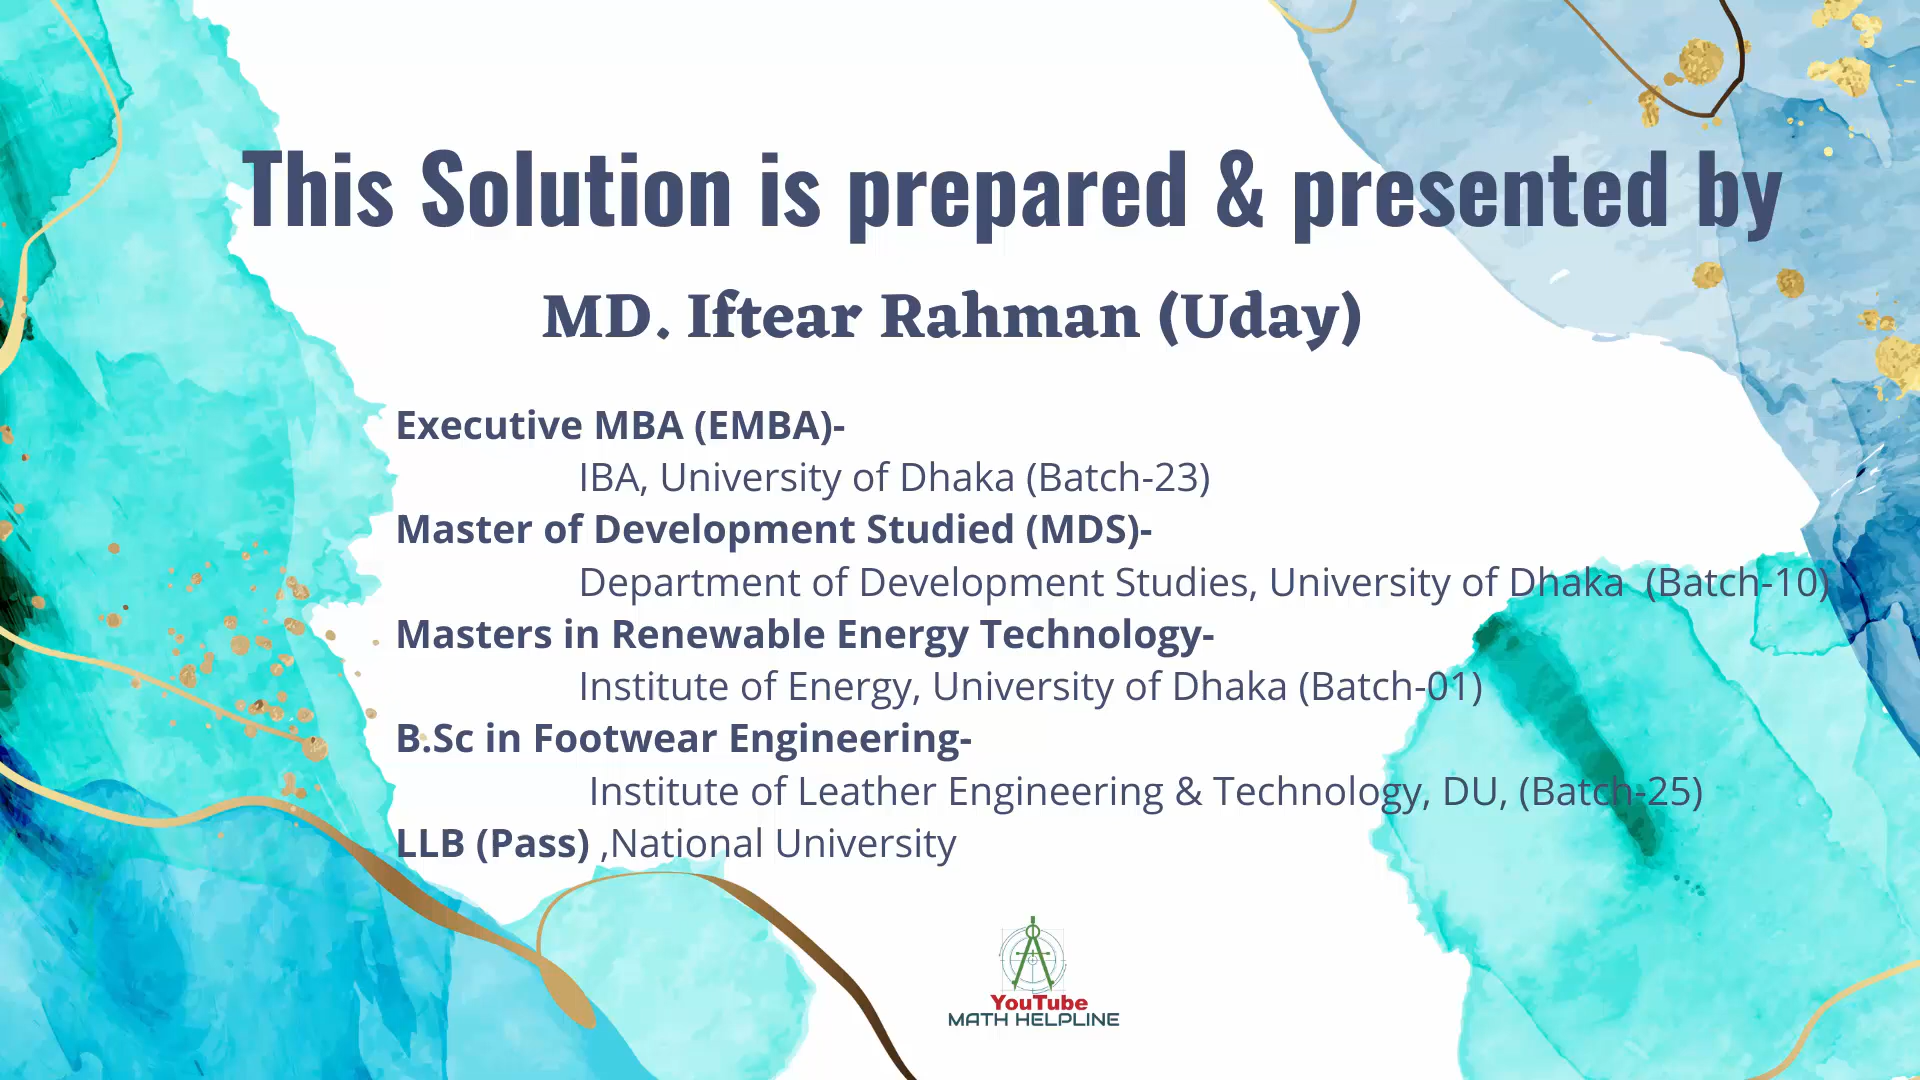 This Solution is prepared & presented by
MD. Iftear Rahman (Uday)
Executive MBA (EMBA)-
IBA, University of Dhaka (Batch-23)
Master of Development Studied (MDS)-
Department of Development Studies, University of Dhaka (Batch-10)
Masters in Renewable Energy Technology-
Institute of Energy, University of Dhaka (Batch-01)
B.Sc in Footwear Engineering-
Institute of Leather Engineering & Technology, DU, (Batch-25)
LLB (Pass) ,National University
YouTube
MATH HELPLINE